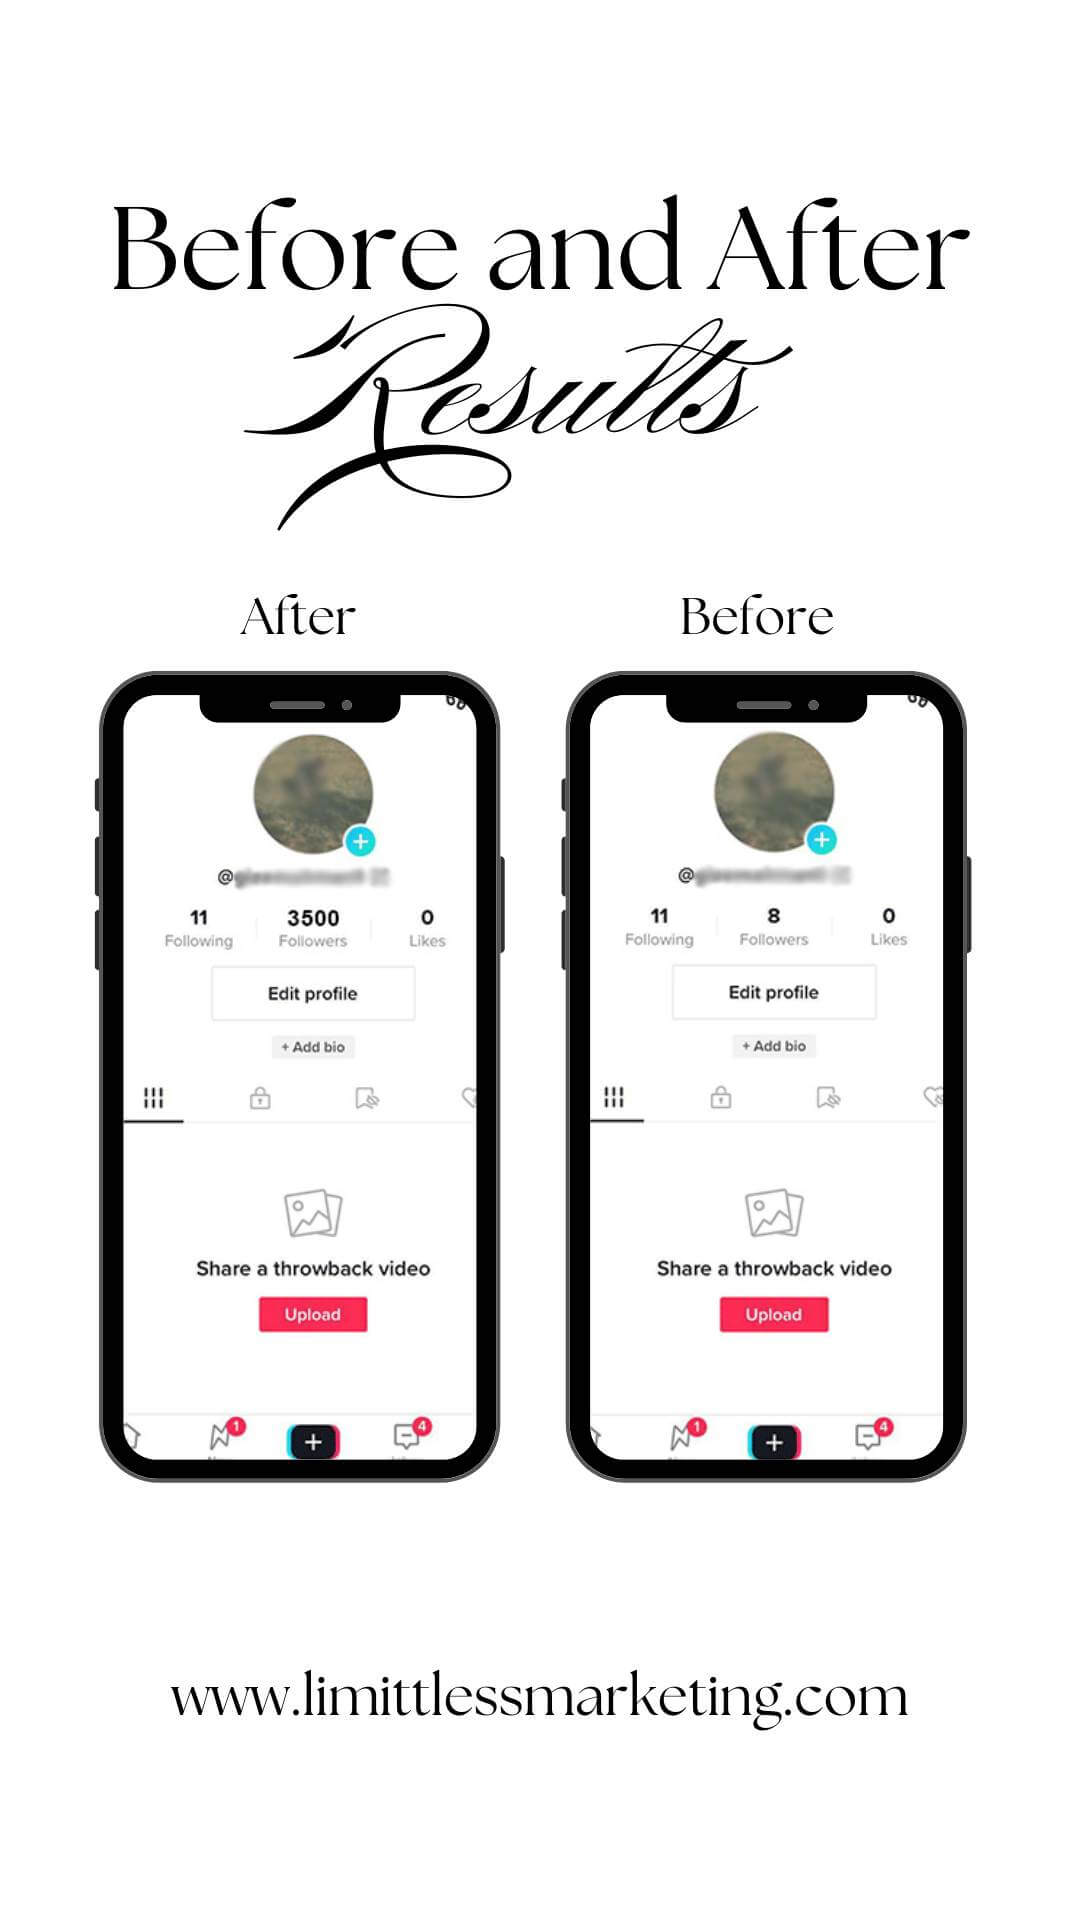 Before and After
Results
After
Before
@
11
3500
0
Following
Followers
Likes
Edit profile
+ Add bio
Share a throwback video
Upload
1
4
@
11
8
0
Following
Followers
Likes
Edit profile
+ Add bio
Share a throwback video
Upload
1
4
www.limittlessmarketing.com